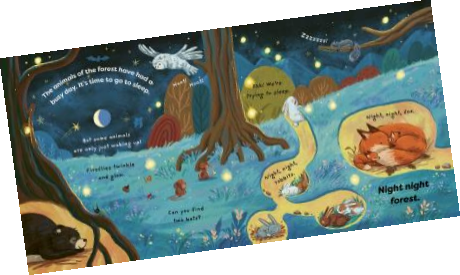 The animals of the forest have had a
busy day. It's time to go to sleep.
But some animals
are only just waking up!
Fireflies twinkle
and glow.
Hoot!
Hoot!
Can you find
two bats?
Shh! We're
trying to sleep.
Zzzzzzz!
Night, night,
rabbits.
Night, night, fox.
Night night
forest.